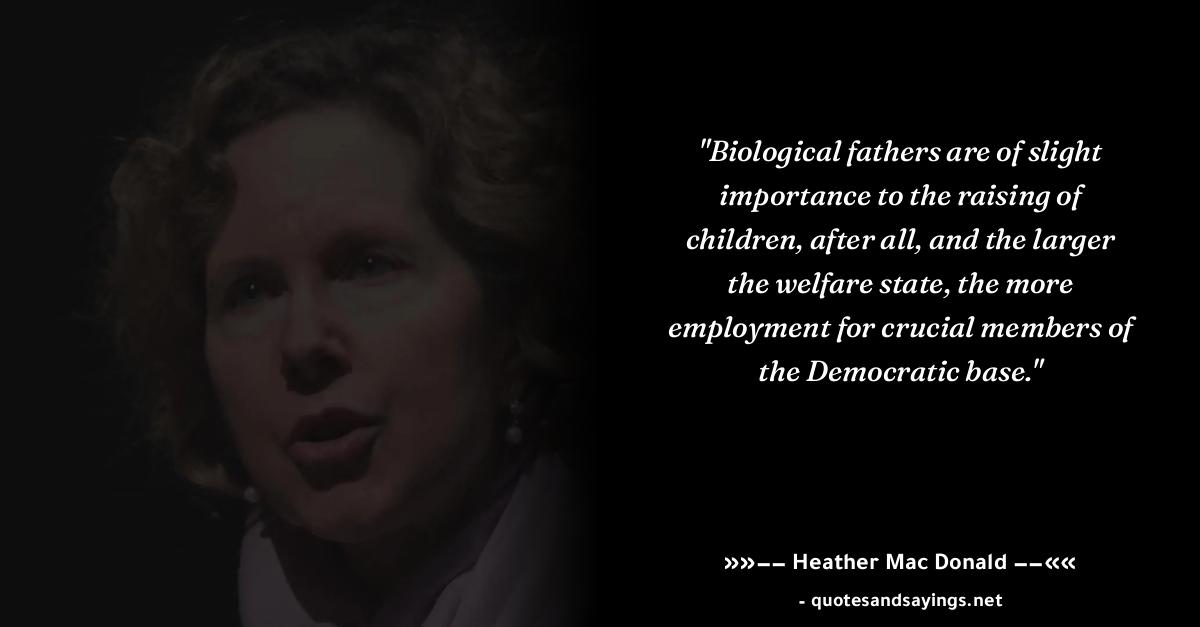 "Biological fathers are of slight
importance to the raising of
children, after all, and the larger
the welfare state, the more
employment for crucial members of
the Democratic base."
»»–– Heather Mac Donald ––««
- quotesandsayings.net